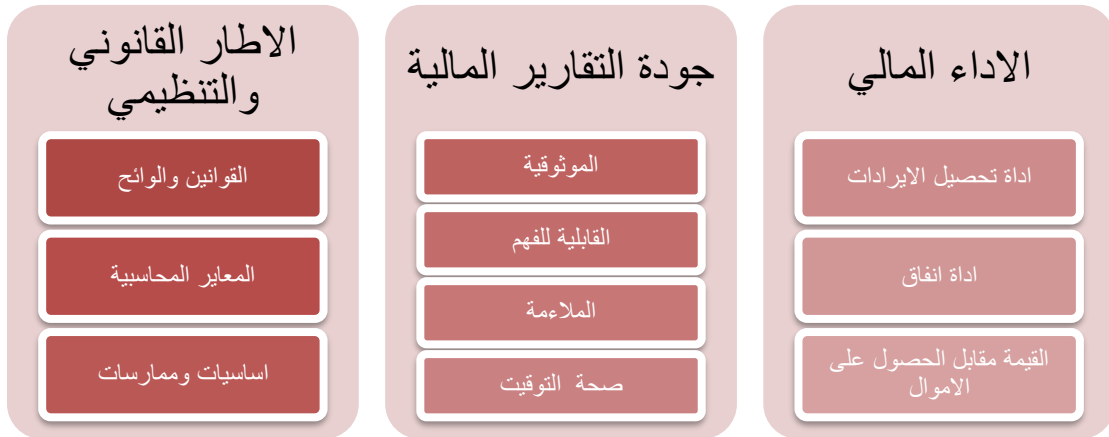 الاداء المالي
اداة تحصيل الايرادات
اداة انفاق
القيمة مقابل الحصول على
الاموال
جودة التقارير المالية
الموثوقية
القابلية للفهم
الملاءمة
صحة التوقيت
الاطار القانوني
والتنظيمي
القوانين والوائح
المعاير المحاسبية
اساسيات وممارسات